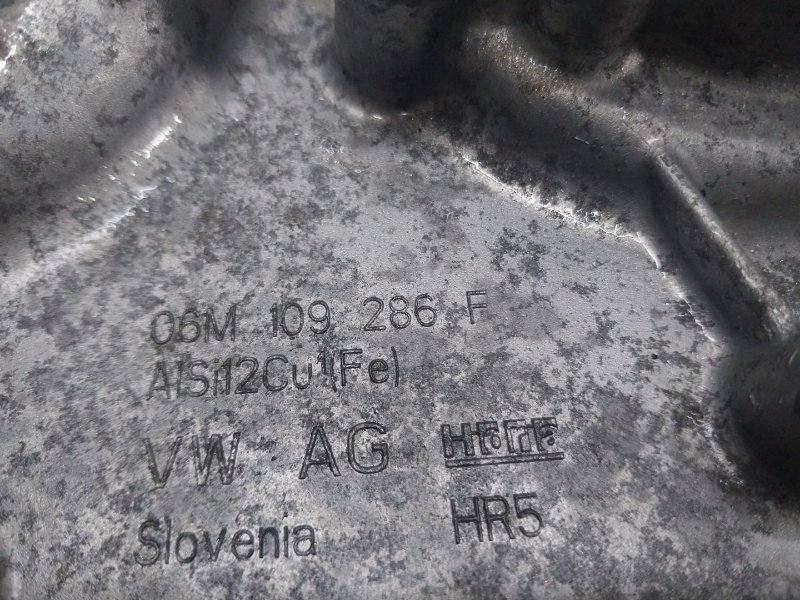 06M 109 286 F
AlSi12Cu1(Fe)
VW AG
Slovenia HR5